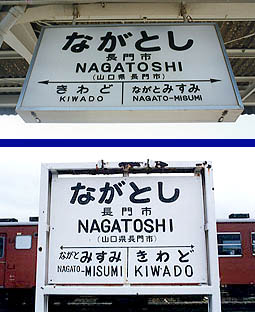 ながとし
長門市
NAGATOSHI
(山口県長門市)
きわど ながとみすみ
KIWADO NAGATO-MISUMI
ながとし
長門市
NAGATOSHI
(山口県長門市)
ながとみすみ きわど
NAGATO-MISUMI KIWADO